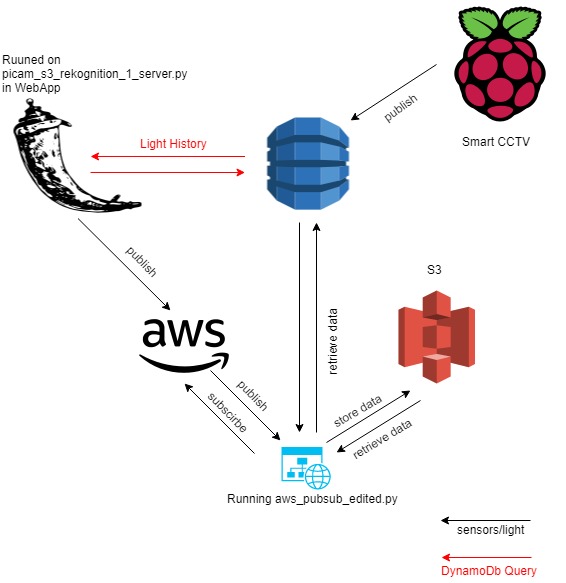 Ruuned on
picam_s3_rekognition_1_server.py
in WebApp
publish
Smart CCTV
Light History
publish
S3
aws
retrieve data
publish
subscirbe
store data
retrieve data
Running aws_pubsub_edited.py
sensors/light
DynamoDb Query